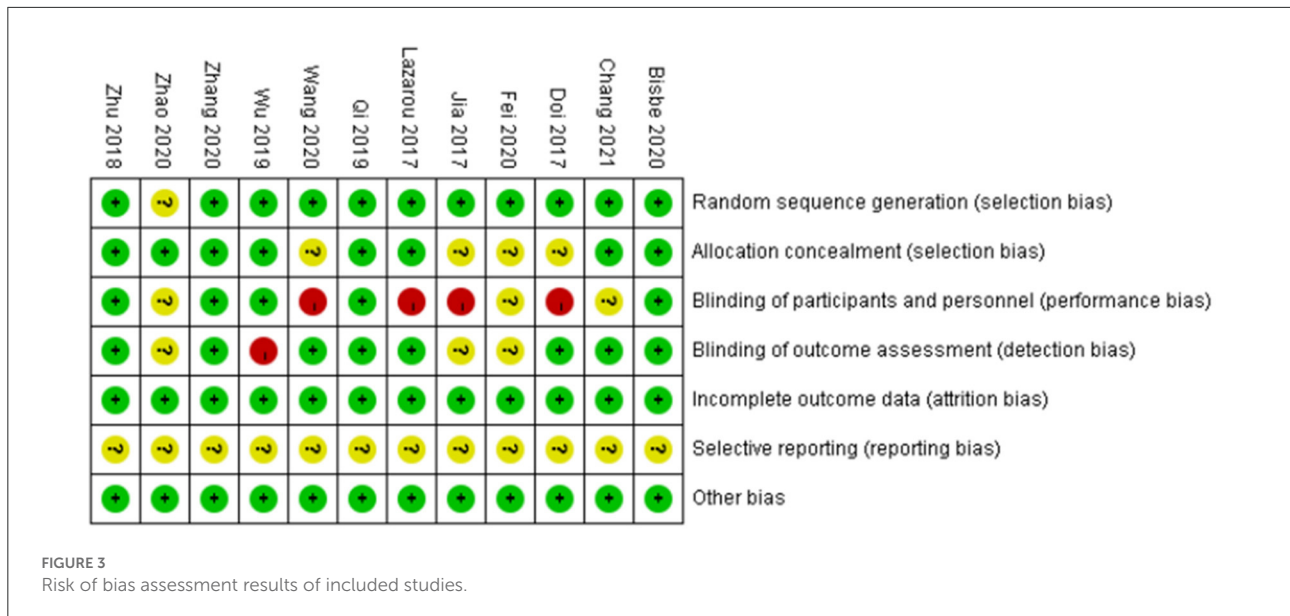 Zhu 2018
Zhao 2020
Zhang 2020
Wu 2019
Wang 2020
Qi 2019
Lazarou 2017
Jia 2017
Fei 2020
Doi 2017
Chang 2021
Bisbe 2020
+ ? + + + + + + + + + + Random sequence generation (selection bias)
+ + + + ? + + ? ? ? + + Allocation concealment (selection bias)
+ ? + + - + - - ? - ? + Blinding of participants and personnel (performance bias)
+ ? + - + + + ? ? + + + Blinding of outcome assessment (detection bias)
+ + + + + + + + + + + + Incomplete outcome data (attrition bias)
? ? ? ? ? ? ? ? ? ? ? ? Selective reporting (reporting bias)
+ + + + + + + + + + + + Other bias
FIGURE 3
Risk of bias assessment results of included studies.